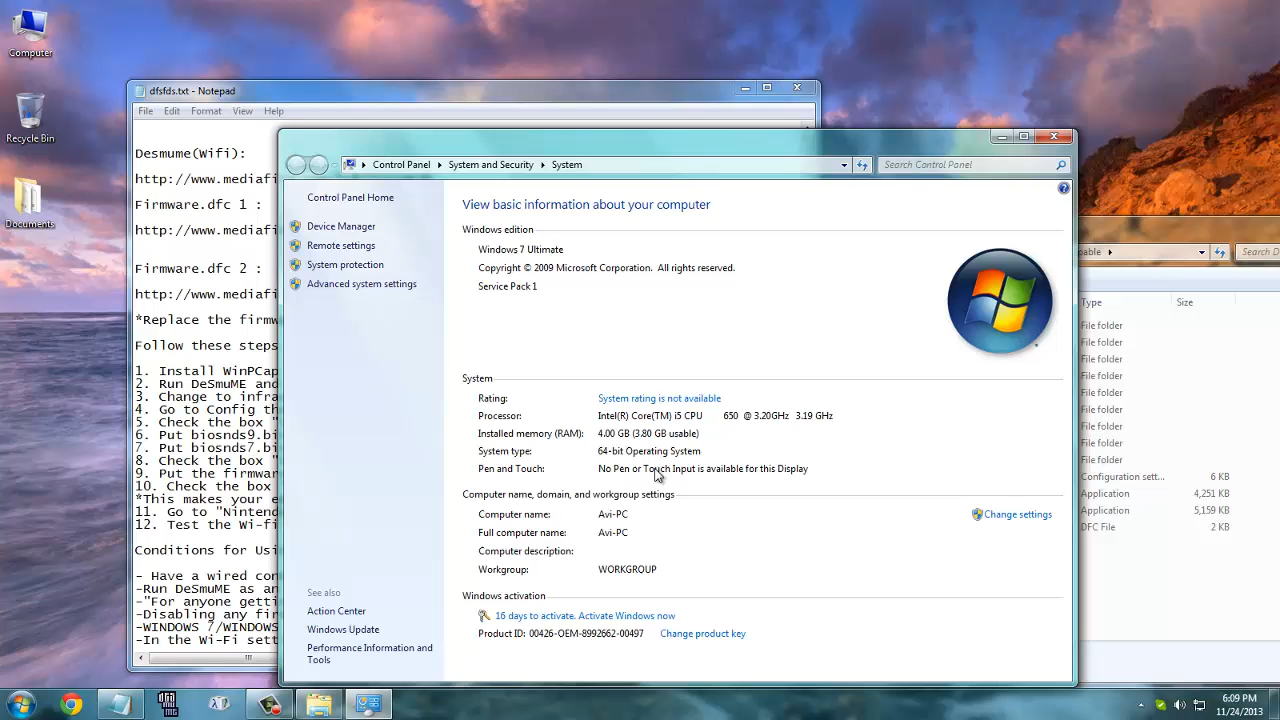 Computer
Recycle Bin
Documents
dfsfds.txt - Notepad
File Edit Format View Help
Desmume(Wifi):
http://www.mediafi
Firmware.dfc 1 :
http://www.mediafi
Firmware.dfc 2 :
http://www.mediafi
*Replace the firmw
Follow these steps
1. Install WinPCap
2. Run DeSmuME and
3. Change to infra
4. Go to Config th
5. Check the box "
6. Put biosnds9.bi
7. Put biosnds7.bi
8. Check the box "
9. Put the firmwar
10. Check the box
*This makes your e
11. Go to "Nintend
12. Test the Wi-fi
Conditions for Usi
- Have a wired con
-Run DeSmuME as an
-"For anyone getti
-Disabling any fir
-WINDOWS 7/WINDOWS
-In the Wi-Fi sett
Control Panel System and Security System
Search Control Panel
Control Panel Home
Device Manager
Remote settings
System protection
Advanced system settings
See also
Action Center
Windows Update
Performance Information and
Tools
View basic information about your computer
Windows edition
Windows 7 Ultimate
Copyright © 2009 Microsoft Corporation. All rights reserved.
Service Pack 1
System
Rating: System rating is not available
Processor: Intel(R) Core(TM) i5 CPU 650 @ 3.20GHz 3.19 GHz
Installed memory (RAM): 4.00 GB (3.80 GB usable)
System type: 64-bit Operating System
Pen and Touch: No Pen or Touch Input is available for this Display
Computer name, domain, and workgroup settings
Computer name: Avi-PC
Change settings
Full computer name: Avi-PC
Computer description:
Workgroup: WORKGROUP
Windows activation
16 days to activate. Activate Windows now
Product ID: 00426-OEM-8992662-00497 Change product key
able
Search D
Type Size
File folder
File folder
File folder
File folder
File folder
File folder
File folder
File folder
File folder
Configuration sett... 6 KB
Application 4,251 KB
Application 5,159 KB
DFC File 2 KB
6:09 PM
11/24/2013